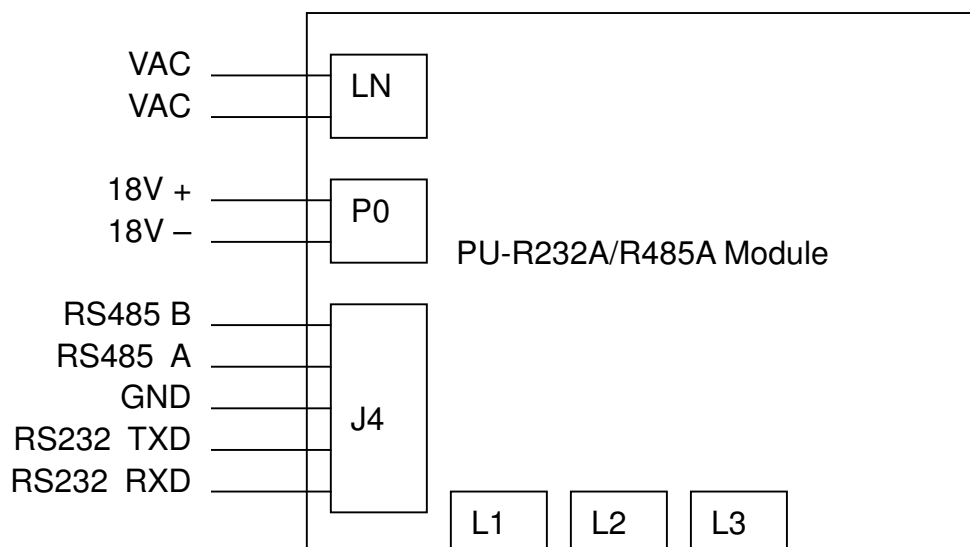 VAC
LN
VAC
18V +
P0
18V –
PU-R232A/R485A Module
RS485 B
RS485 A
GND
J4
RS232 TXD
RS232 RXD
L1 L2 L3